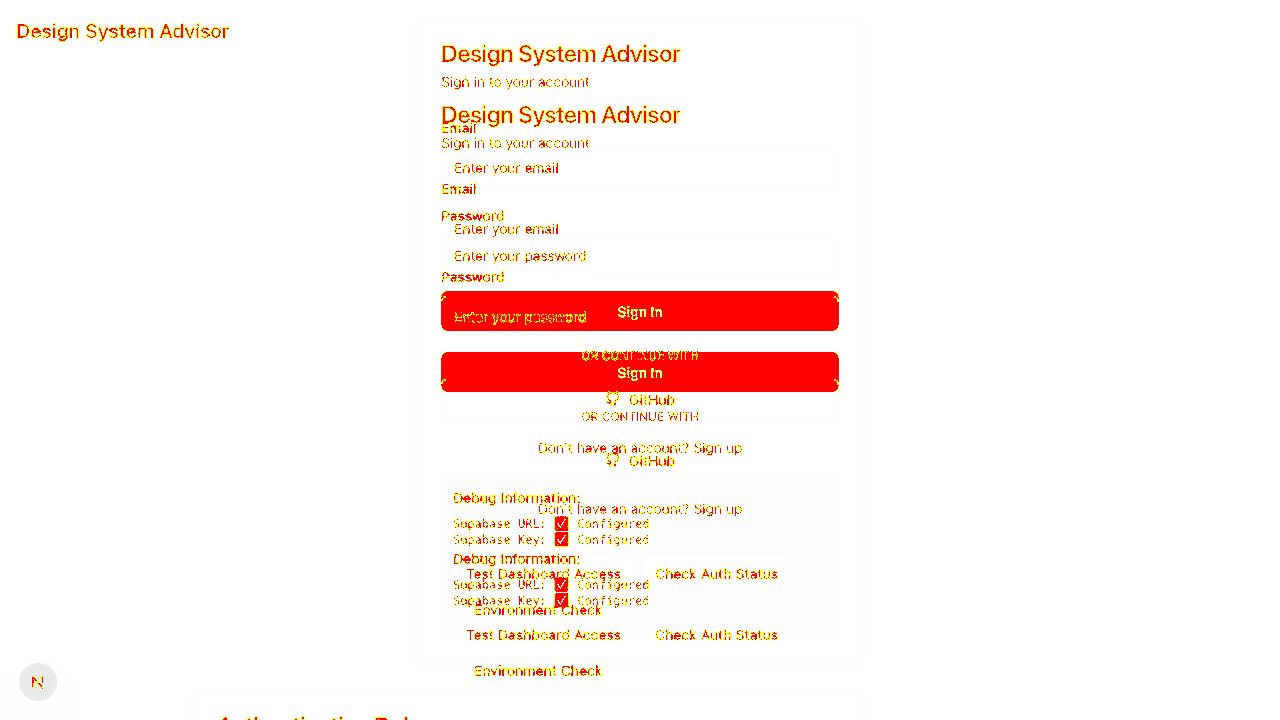 Design System Advisor
Design System Advisor
Sign in to your account
Design System Advisor
Email
Sign in to your account
Enter your email
Email
Password
Enter your email
Enter your password
Password
Sign In
Enter your password
OR CONTINUE WITH
Sign In
GitHub
OR CONTINUE WITH
Don't have an account? Sign up
GitHub
Debug Information:
Don't have an account? Sign up
Supabase URL: ✓ Configured
Supabase Key: ✓ Configured
Debug Information:
Test Dashboard Access Check Auth Status
Supabase URL: ✓ Configured
Supabase Key: ✓ Configured
Environment Check
Test Dashboard Access Check Auth Status
Environment Check
N